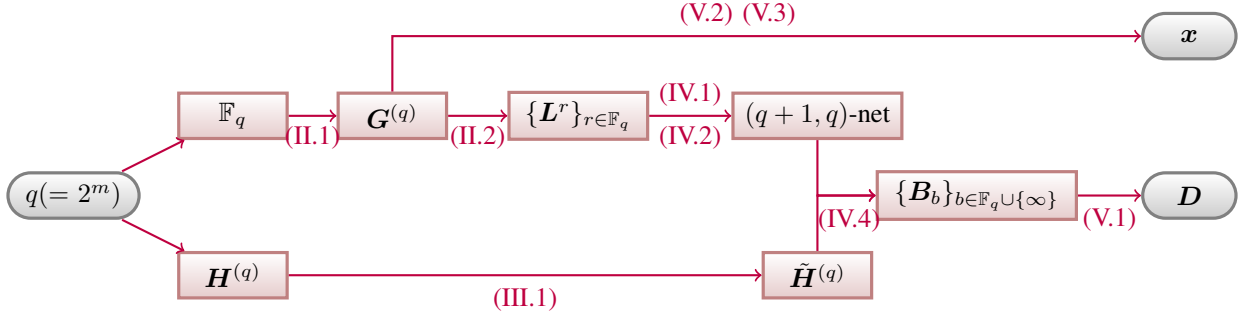 (V.2) (V.3)
x
𝔽_q
(II.1)
G^(q)
(II.2)
{L^r}_{r∈𝔽_q}
(IV.1)
(IV.2)
(q + 1, q)-net
q(= 2^m)
{B_b}_{b∈𝔽_q∪{∞}}
(IV.4)
(V.1)
D
H^(q)
(III.1)
H̃^(q)